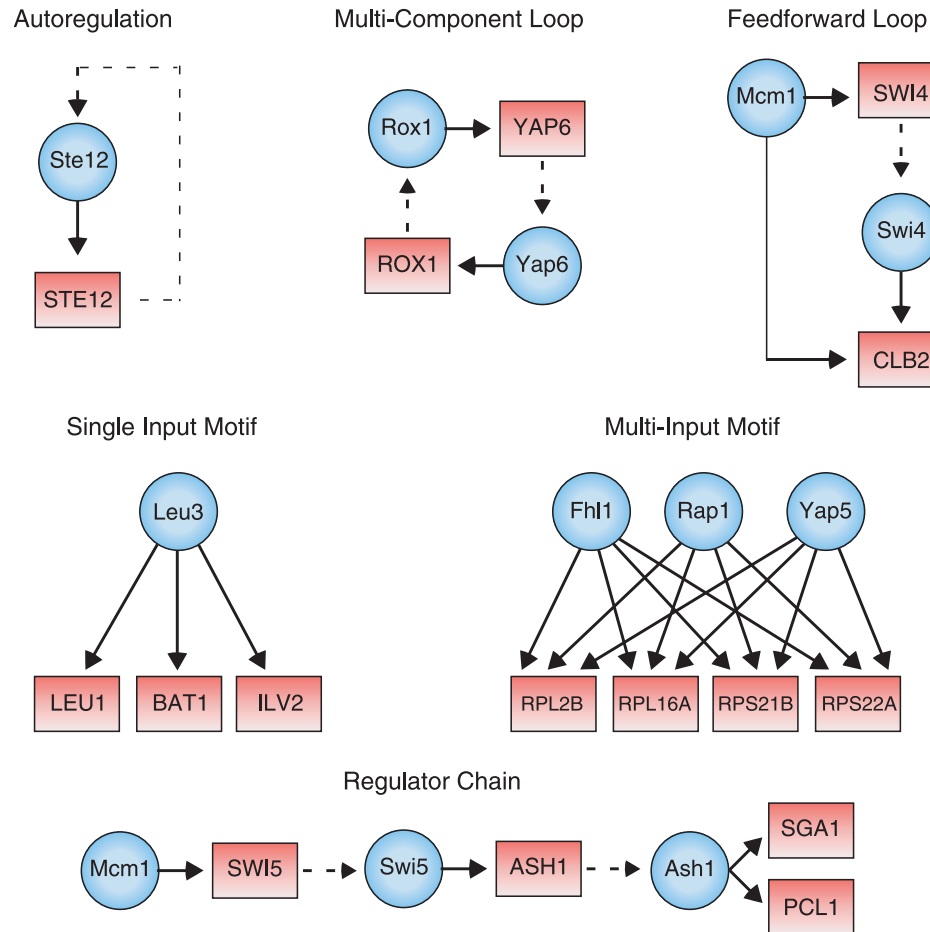 Autoregulation
Multi-Component Loop
Feedforward Loop
Ste12
STE12
Rox1
YAP6
ROX1
Yap6
Mcm1
SWI4
Swi4
CLB2
Single Input Motif
Multi-Input Motif
Leu3
LEU1
BAT1
ILV2
Fhl1
Rap1
Yap5
RPL2B
RPL16A
RPS21B
RPS22A
Regulator Chain
Mcm1
SWI5
Swi5
ASH1
Ash1
SGA1
PCL1